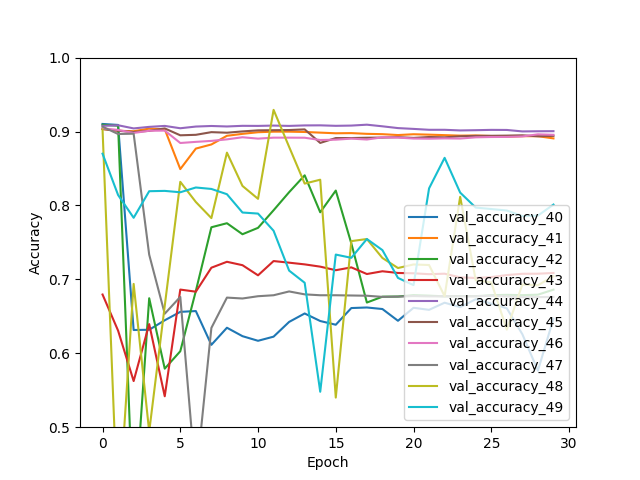 1.0
0.9
0.8
0.7
0.6
0.5
Accuracy
0 5 10 15 20 25 30
Epoch
val_accuracy_40
val_accuracy_41
val_accuracy_42
val_accuracy_43
val_accuracy_44
val_accuracy_45
val_accuracy_46
val_accuracy_47
val_accuracy_48
val_accuracy_49